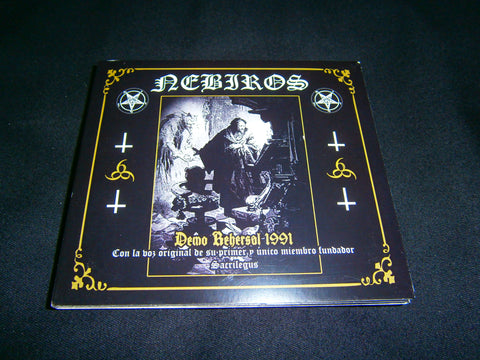 NEBIROS
Demo Rehersal 1991
Con la voz original de su primer y único miembro fundador
Sacrilegus